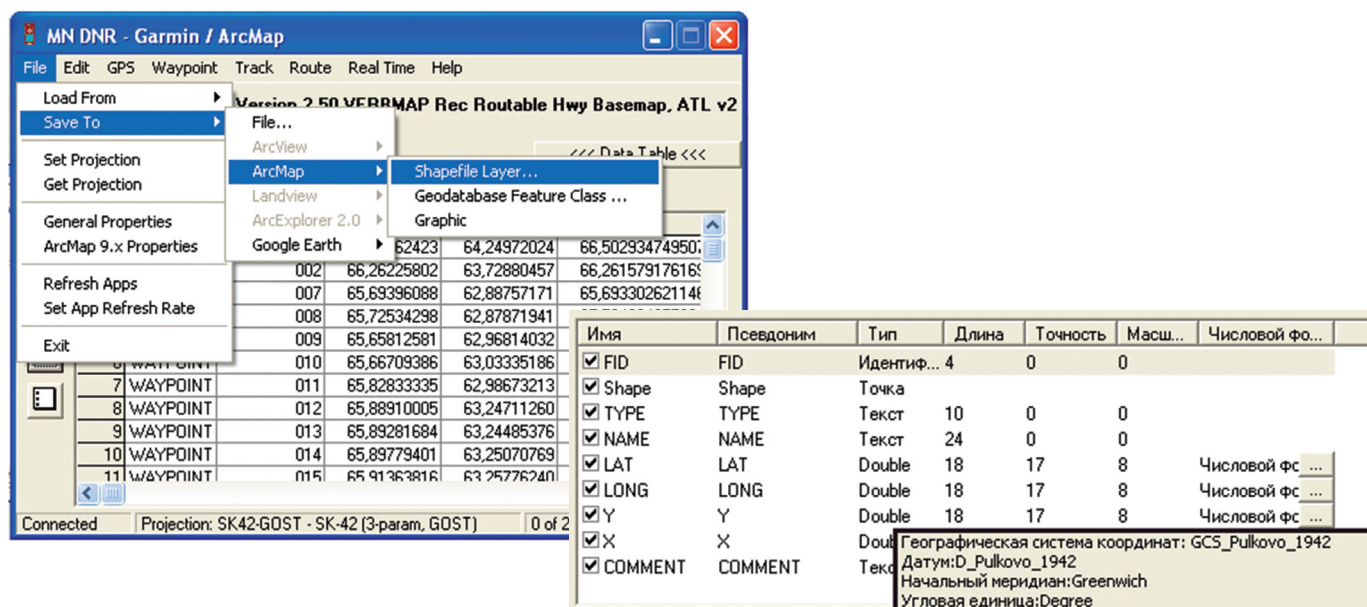 MN DNR - Garmin / ArcMap
File Edit GPS Waypoint Track Route Real Time Help
Load From
Save To
Set Projection
Get Projection
General Properties
ArcMap 9.x Properties
Refresh Apps
Set App Refresh Rate
Exit
Version 2.50 VERBMAP Rec Routable Hwy Basemap, ATL v2
File...
ArcView
ArcMap
Landview
ArcExplorer 2.0
Google Earth
<<< Data Table <<<
Shapefile Layer...
Geodatabase Feature Class ...
Graphic
62423 64,24972024 66,50293474950
002 66,26225802 63,72880457 66,26157917616
007 65,69396088 62,88757171 65,6933026211
008 65,72534298 62,87871941
009 65,65812581 62,96814032
6 WAYPOINT 010 65,66709386 63,03335186
7 WAYPOINT 011 65,82833335 62,98673213
8 WAYPOINT 012 65,88910005 63,24711260
9 WAYPOINT 013 65,89281684 63,24485376
10 WAYPOINT 014 65,89779401 63,25070769
11 WAYPOINT 015 65,91363816 63,25776240
Connected Projection: SK42-GOST - SK-42 (3-param, GOST) 0 of 2
Имя Псевдоним Тип Длина Точность Масш... Числовой фо...
FID FID Идентиф... 4 0 0
Shape Shape Точка
TYPE TYPE Текст 10 0 0
NAME NAME Текст 24 0 0
LAT LAT Double 18 17 8 Числовой фс ...
LONG LONG Double 18 17 8 Числовой фс ...
Y Y Double 18 17 8 Числовой фс ...
X X Doub
COMMENT COMMENT Текс
Географическая система координат: GCS_Pulkovo_1942
Датум:D_Pulkovo_1942
Начальный меридиан:Greenwich
Угловая единица:Degree